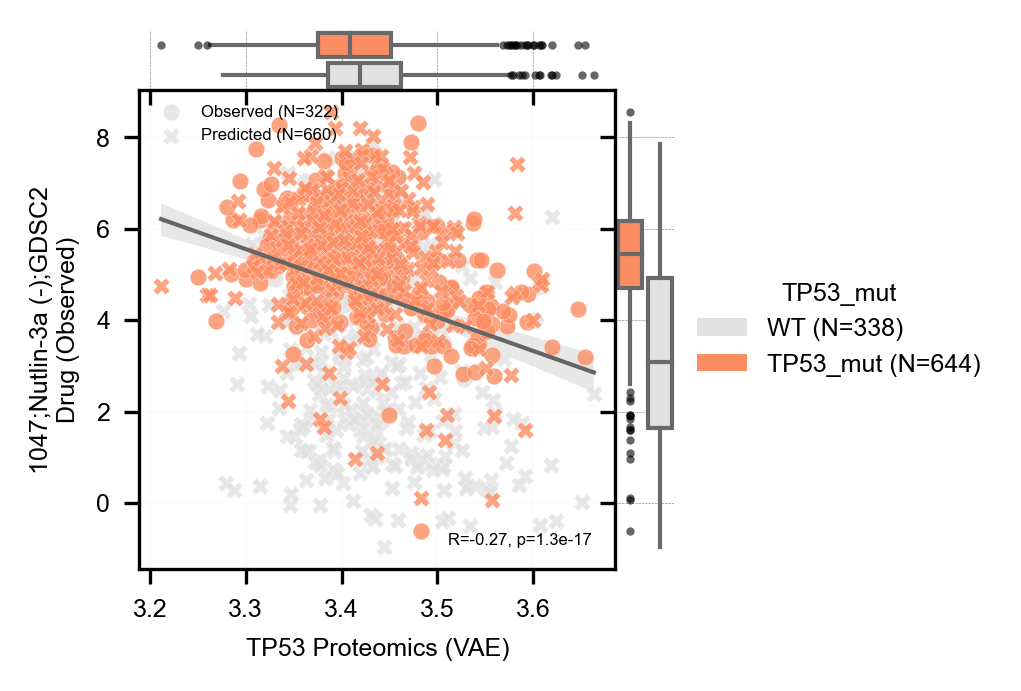 Observed (N=322)
Predicted (N=660)
8
6
4
2
0
1047;Nutlin-3a (-);GDSC2
Drug (Observed)
R=-0.27, p=1.3e-17
3.2
3.3
3.4
3.5
3.6
TP53 Proteomics (VAE)
TP53_mut
WT (N=338)
TP53_mut (N=644)